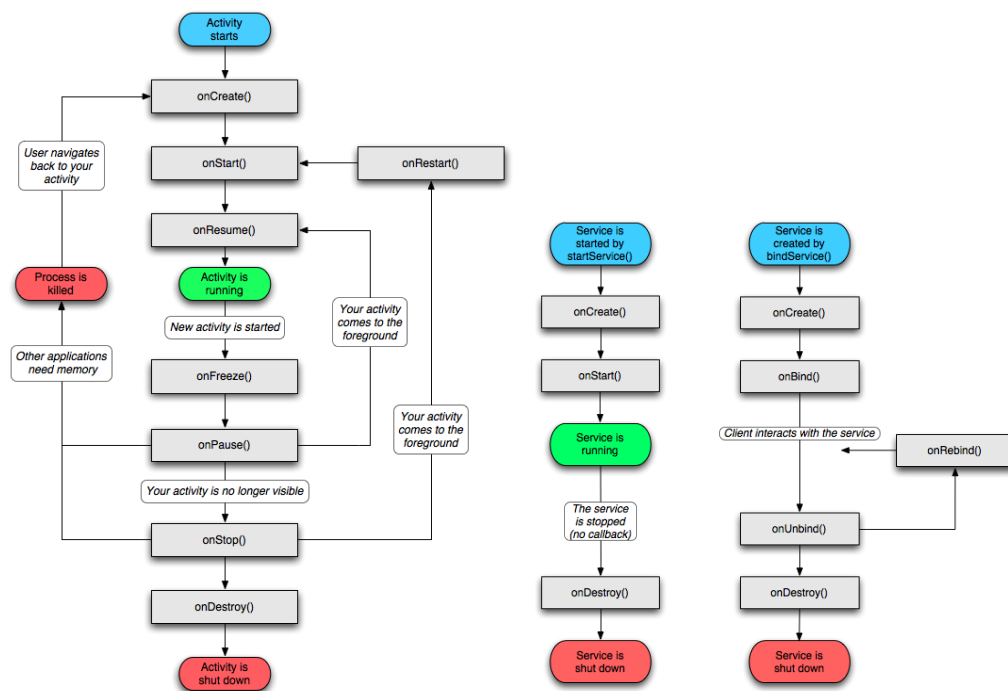 Activity
starts
onCreate()
User navigates
back to your
activity
onStart()
onRestart()
onResume()
Process is
killed
Activity is
running
New activity is started
Your activity
comes to the
foreground
Other applications
need memory
onFreeze()
Your activity
comes to the
foreground
onPause()
Your activity is no longer visible
onStop()
onDestroy()
Activity is
shut down
Service is
started by
startService()
onCreate()
onStart()
Service is
running
The service
is stopped
(no callback)
onDestroy()
Service is
shut down
Service is
created by
bindService()
onCreate()
onBind()
Client interacts with the service
onRebind()
onUnbind()
onDestroy()
Service is
shut down